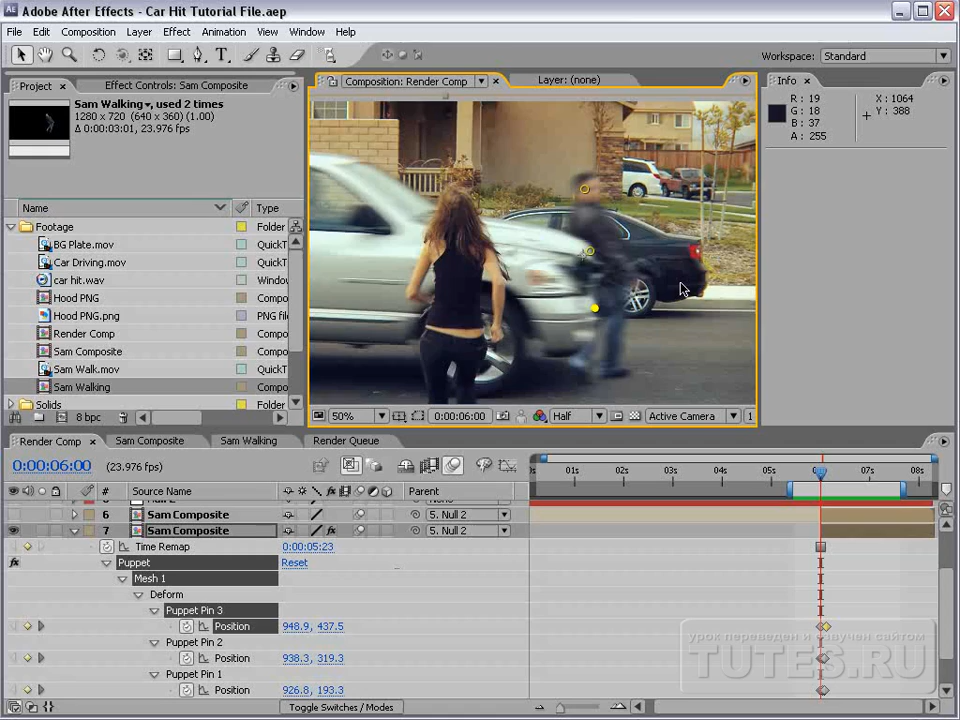 Adobe After Effects - Car Hit Tutorial File.aep
File Edit Composition Layer Effect Animation View Window Help
Workspace: Standard
Project × Effect Controls: Sam Composite
Composition: Render Comp × Layer: (none)
Info ×
Sam Walking, used 2 times
1280 x 720 (640 x 360) (1.00)
Δ 0:00:03:01, 23.976 fps
R: 19
G: 18
B: 37
A: 255
X: 1064
Y: 388
Name Type
Footage Folder
BG Plate.mov QuickT
Car Driving.mov QuickT
car hit.wav QuickT
Hood PNG Compo
Hood PNG.png PNG file
Render Comp Compo
Sam Composite Compo
Sam Walk.mov QuickT
Sam Walking Compo
Solids Folder
8 bpc
50% 0:00:06:00 Half Active Camera 1
Render Comp × Sam Composite Sam Walking Render Queue
0:00:06:00 (23.976 fps)
01s 02s 03s 04s 05s 07s 08s
# Source Name Parent
6 Sam Composite 5. Null 2
7 Sam Composite 5. Null 2
Time Remap 0:00:05:23
Puppet Reset
Mesh 1
Deform
Puppet Pin 3
Position 948.9, 437.5
Puppet Pin 2
Position 938.3, 319.3
Puppet Pin 1
Position 926.8, 193.3
Toggle Switches / Modes
урок переведен и озвучен сайтом
TUTES.RU